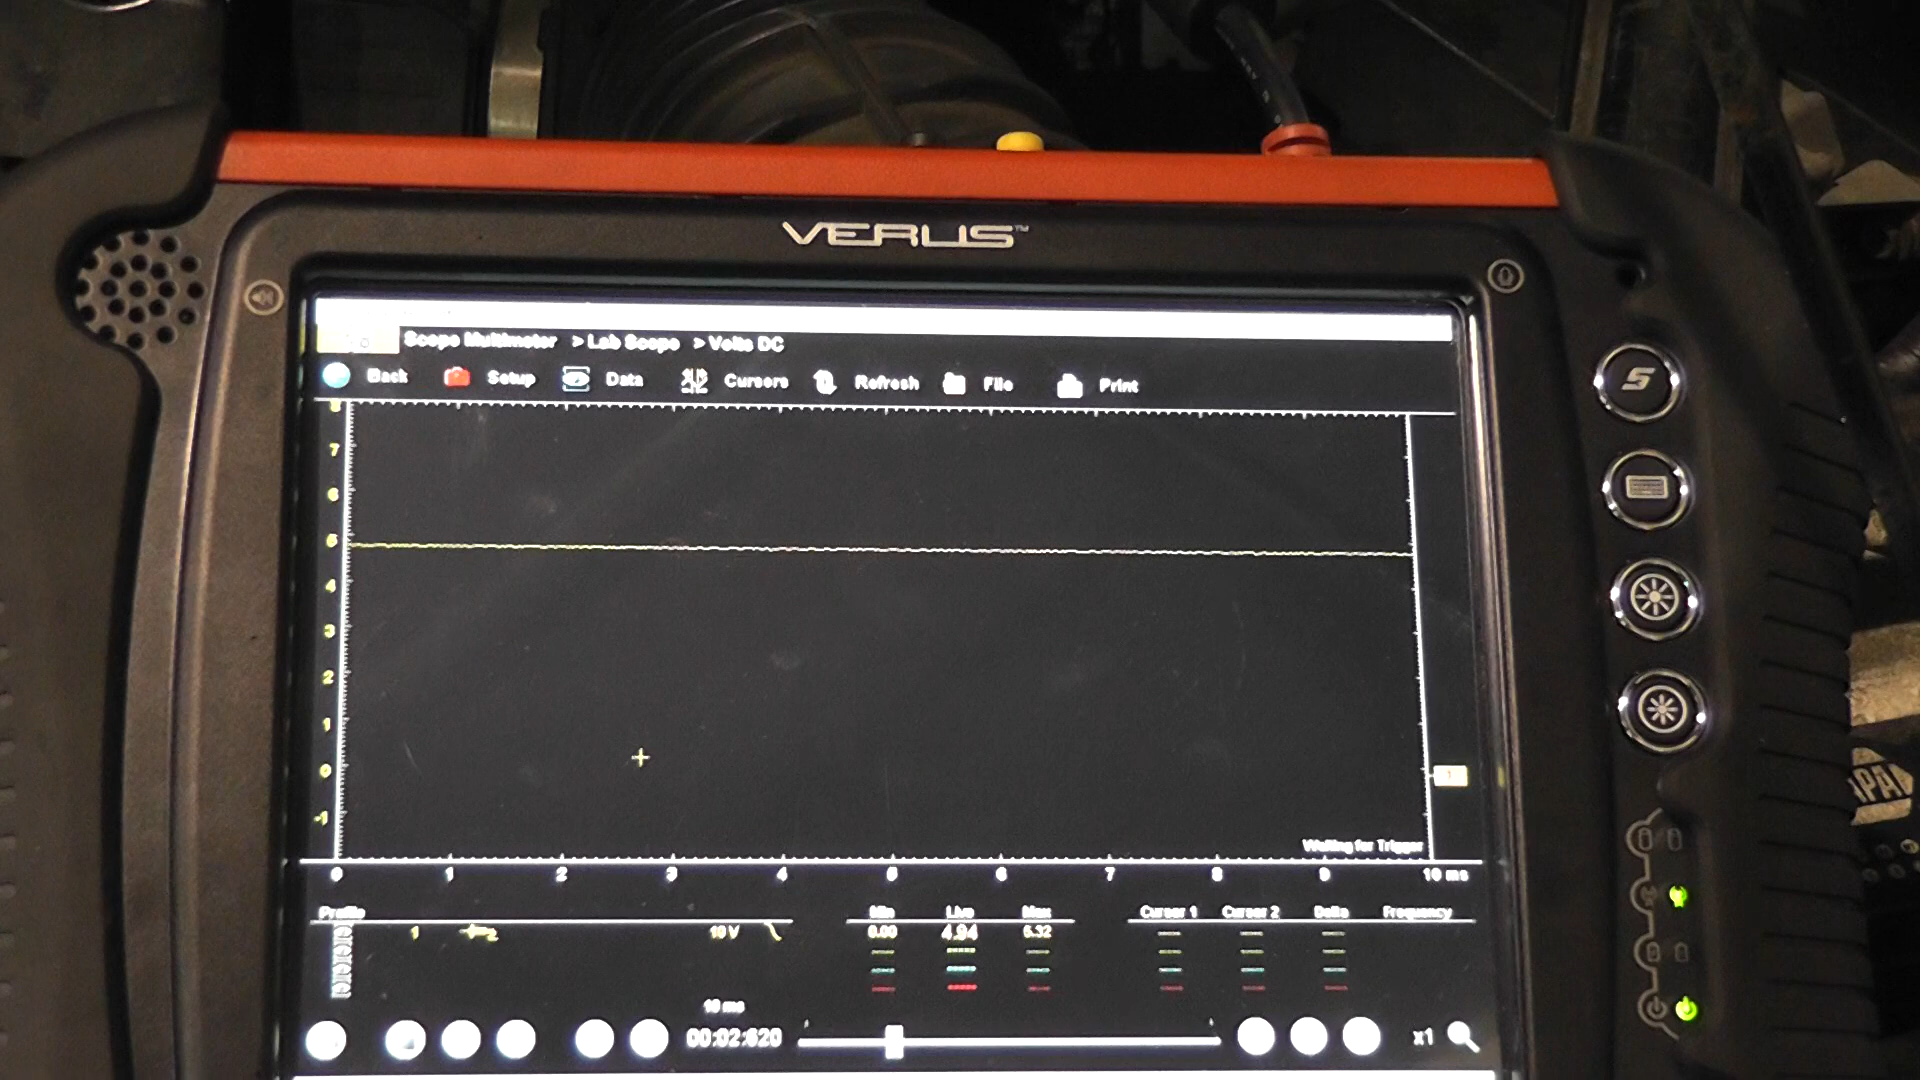 VERUS™
Scope Multimeter > Lab Scope > Volts DC
Back Setup Data Cursors Refresh File Print
8
7
6
5
4
3
2
1
0
-1
Waiting for Trigger
0 1 2 3 4 5 6 7 8 9 10 ms
Profile Min Live Max Cursor 1 Cursor 2 Delta Frequency
1 10 V 0.00 4.94 5.32
10 ms
00:02:620 x1